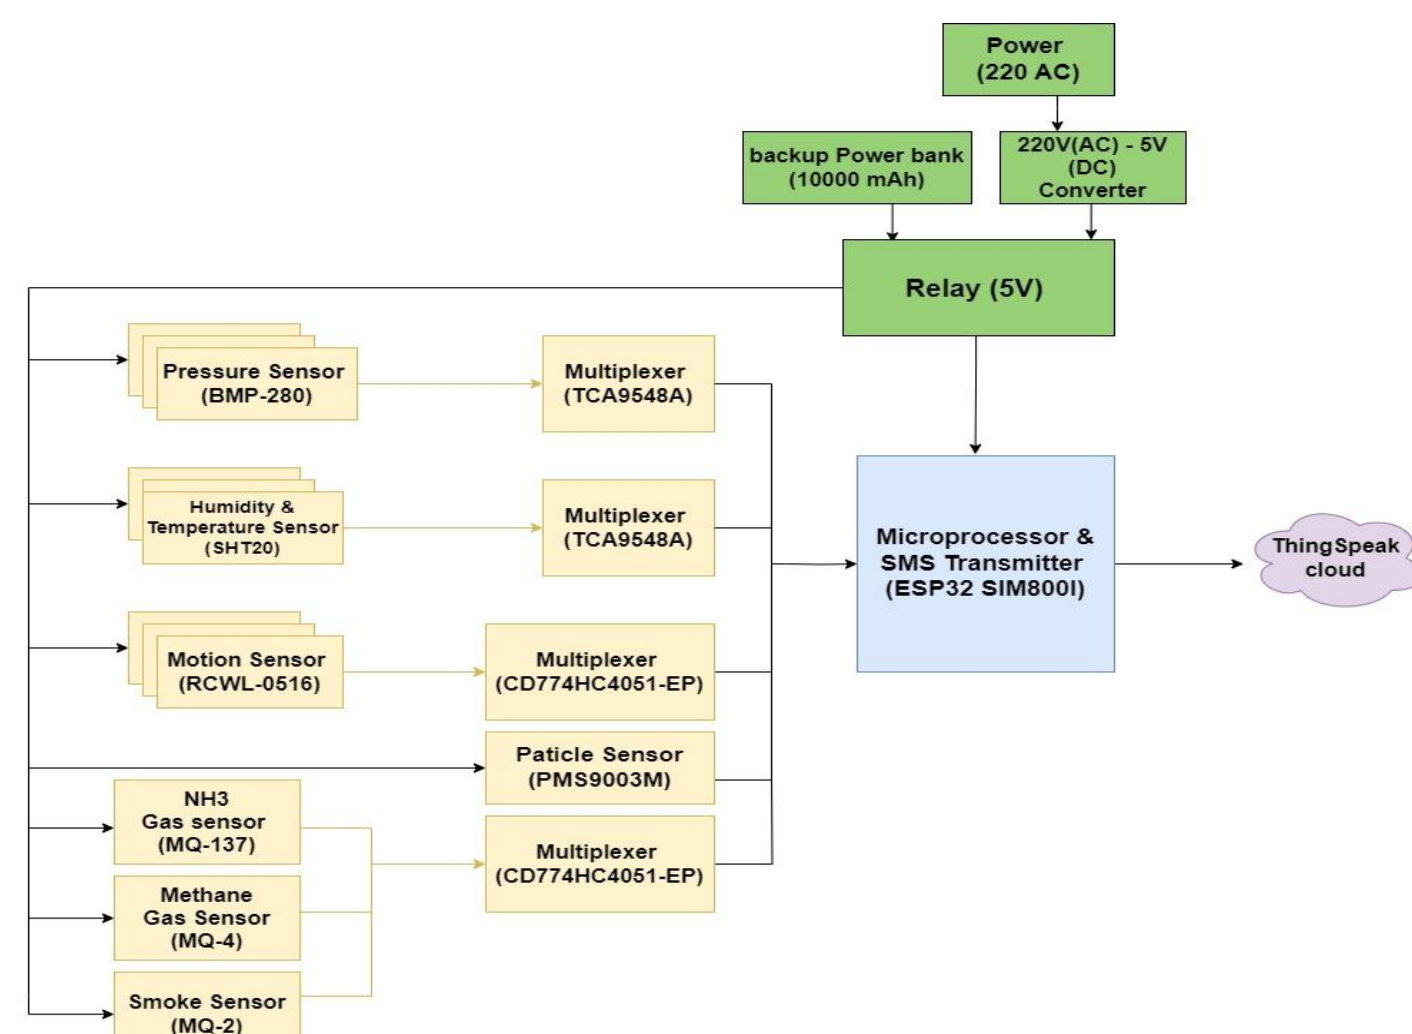 Power
(220 AC)
backup Power bank
(10000 mAh)
220V(AC) - 5V
(DC)
Converter
Relay (5V)
Pressure Sensor
(BMP-280)
Multiplexer
(TCA9548A)
Humidity &
Temperature Sensor
(SHT20)
Multiplexer
(TCA9548A)
Microprocessor &
SMS Transmitter
(ESP32 SIM800l)
ThingSpeak
cloud
Motion Sensor
(RCWL-0516)
Multiplexer
(CD774HC4051-EP)
Paticle Sensor
(PMS9003M)
NH3
Gas sensor
(MQ-137)
Multiplexer
(CD774HC4051-EP)
Methane
Gas Sensor
(MQ-4)
Smoke Sensor
(MQ-2)